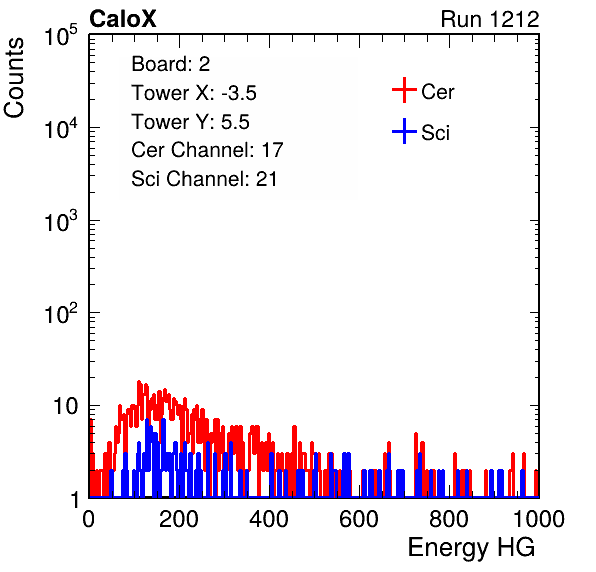 CaloX Run 1212
Counts
10^5
10^4
10^3
10^2
10
1
Board: 2
Tower X: -3.5
Tower Y: 5.5
Cer Channel: 17
Sci Channel: 21
Cer
Sci
0 200 400 600 800 1000
Energy HG